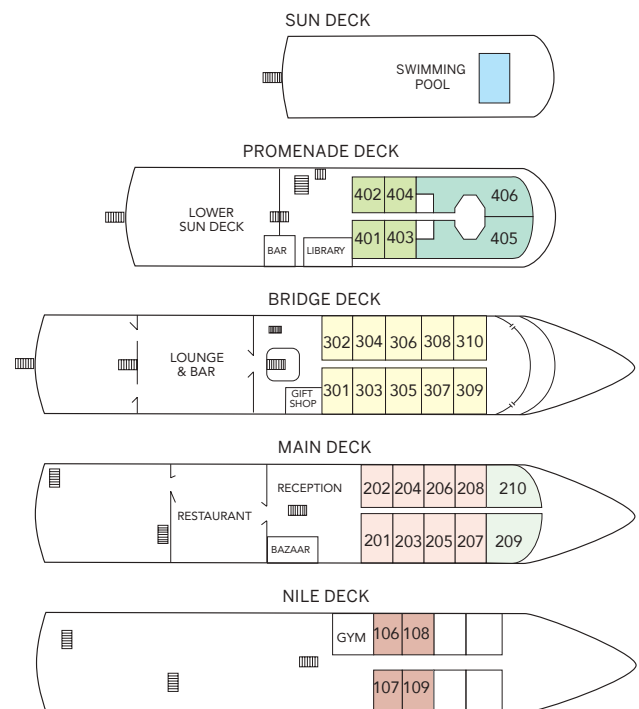 SUN DECK
SWIMMING
POOL
PROMENADE DECK
402 404 406
LOWER
SUN DECK
BAR
LIBRARY
401 403 405
BRIDGE DECK
302 304 306 308 310
LOUNGE
& BAR
GIFT
SHOP
301 303 305 307 309
MAIN DECK
RECEPTION
202 204 206 208 210
RESTAURANT
BAZAAR
201 203 205 207 209
NILE DECK
GYM
106 108
107 109